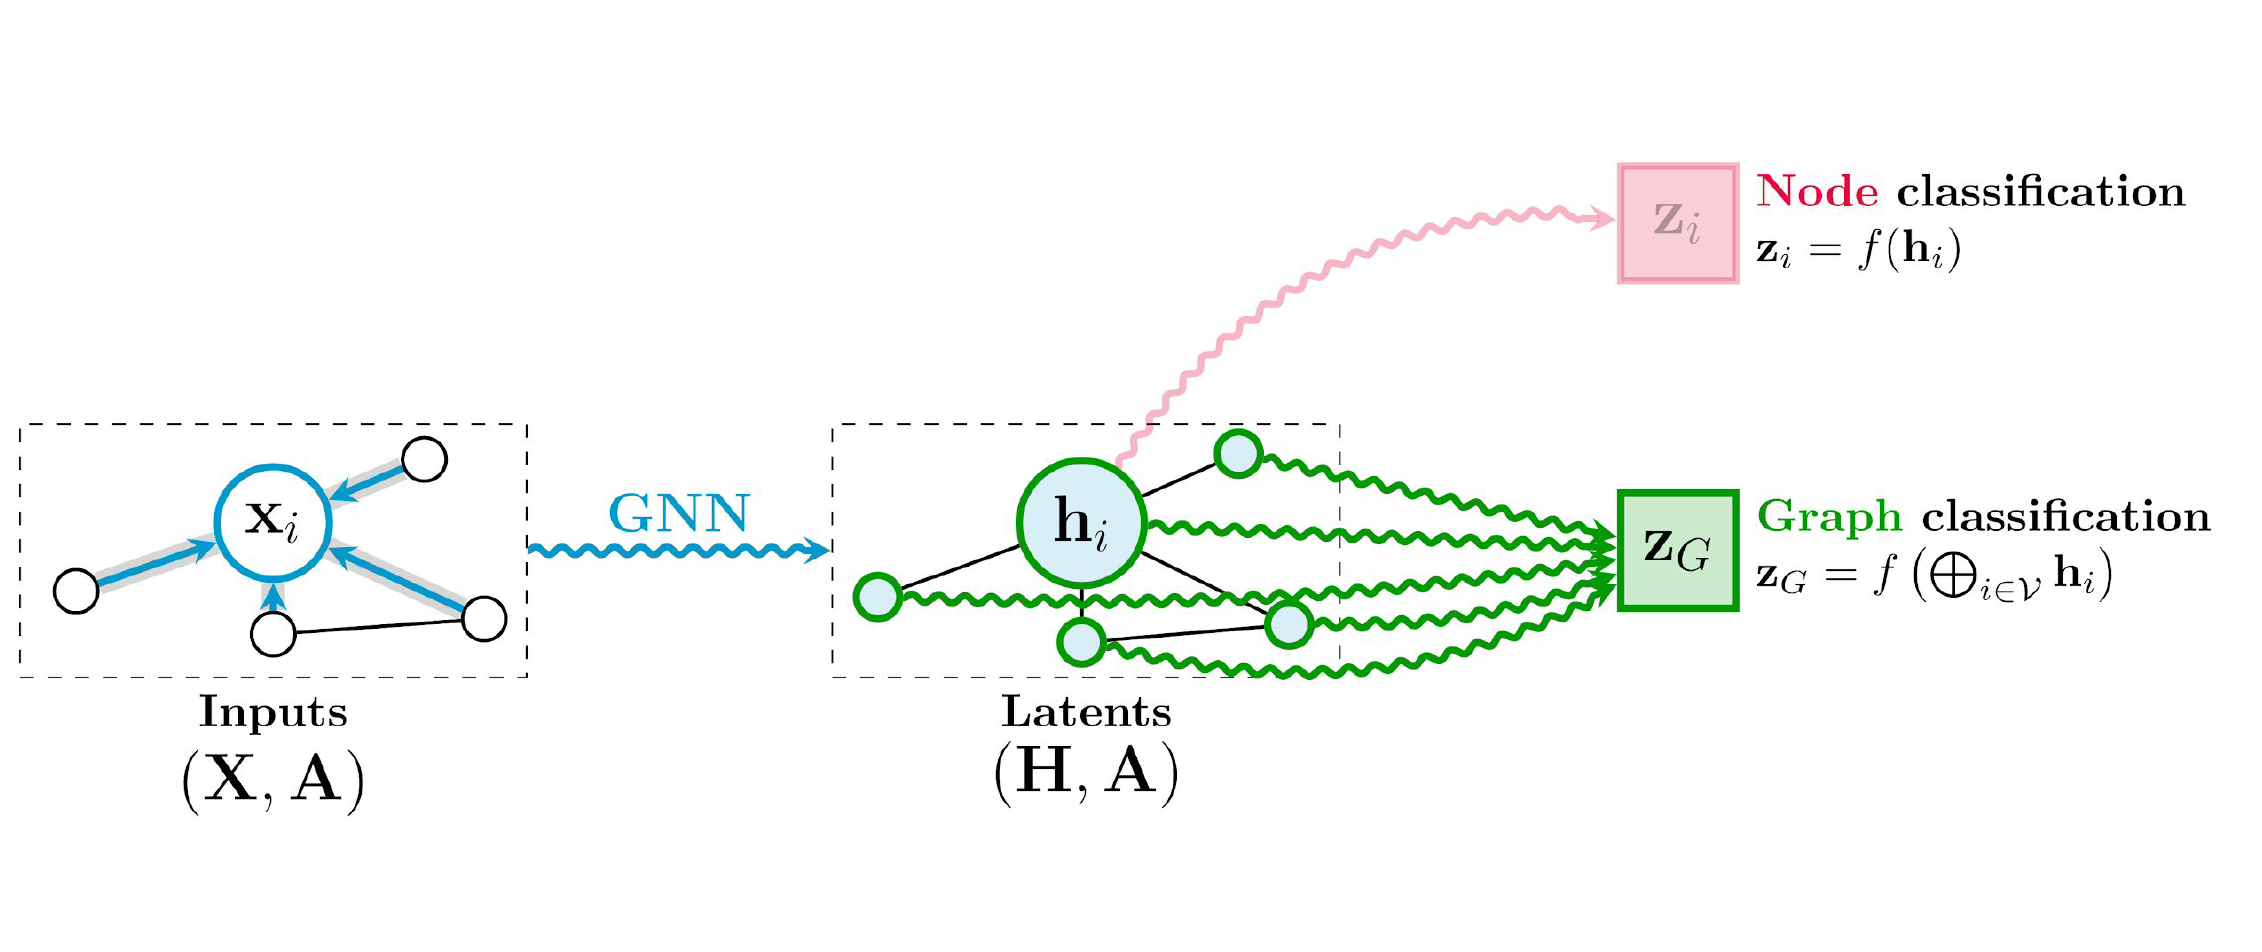 x_i
Inputs
(X, A)
GNN
h_i
Latents
(H, A)
z_i
Node classification
z_i = f(h_i)
z_G
Graph classification
z_G = f (⨁_{i∈𝒱} h_i)